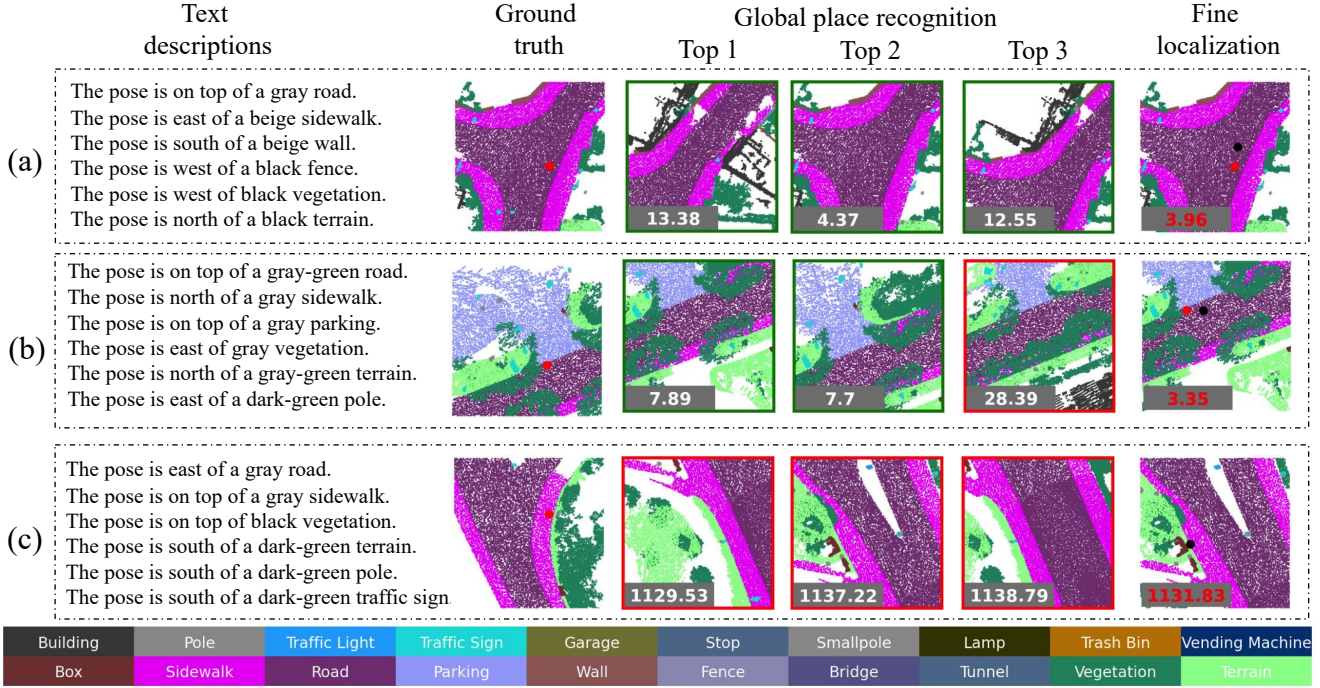 Text descriptions
Ground truth
Global place recognition
Top 1
Top 2
Top 3
Fine localization
(a)
The pose is on top of a gray road.
The pose is east of a beige sidewalk.
The pose is south of a beige wall.
The pose is west of a black fence.
The pose is west of black vegetation.
The pose is north of a black terrain.
13.38
4.37
12.55
3.96
(b)
The pose is on top of a gray-green road.
The pose is north of a gray sidewalk.
The pose is on top of a gray parking.
The pose is east of gray vegetation.
The pose is north of a gray-green terrain.
The pose is east of a dark-green pole.
7.89
7.7
28.39
3.35
(c)
The pose is east of a gray road.
The pose is on top of a gray sidewalk.
The pose is on top of black vegetation.
The pose is south of a dark-green terrain.
The pose is south of a dark-green pole.
The pose is south of a dark-green traffic sign.
1129.53
1137.22
1138.79
1131.83
Building Pole Traffic Light Traffic Sign Garage Stop Smallpole Lamp Trash Bin Vending Machine
Box Sidewalk Road Parking Wall Fence Bridge Tunnel Vegetation Terrain